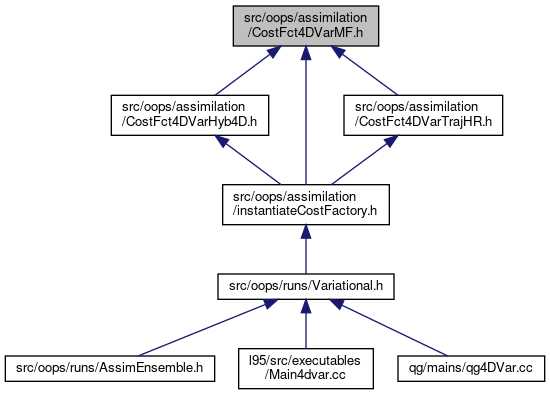 src/oops/assimilation
/CostFct4DVarMF.h
src/oops/assimilation
/CostFct4DVarHyb4D.h
src/oops/assimilation
/CostFct4DVarTrajHR.h
src/oops/assimilation
/instantiateCostFactory.h
src/oops/runs/Variational.h
src/oops/runs/AssimEnsemble.h
l95/src/executables
/Main4dvar.cc
qg/mains/qg4DVar.cc